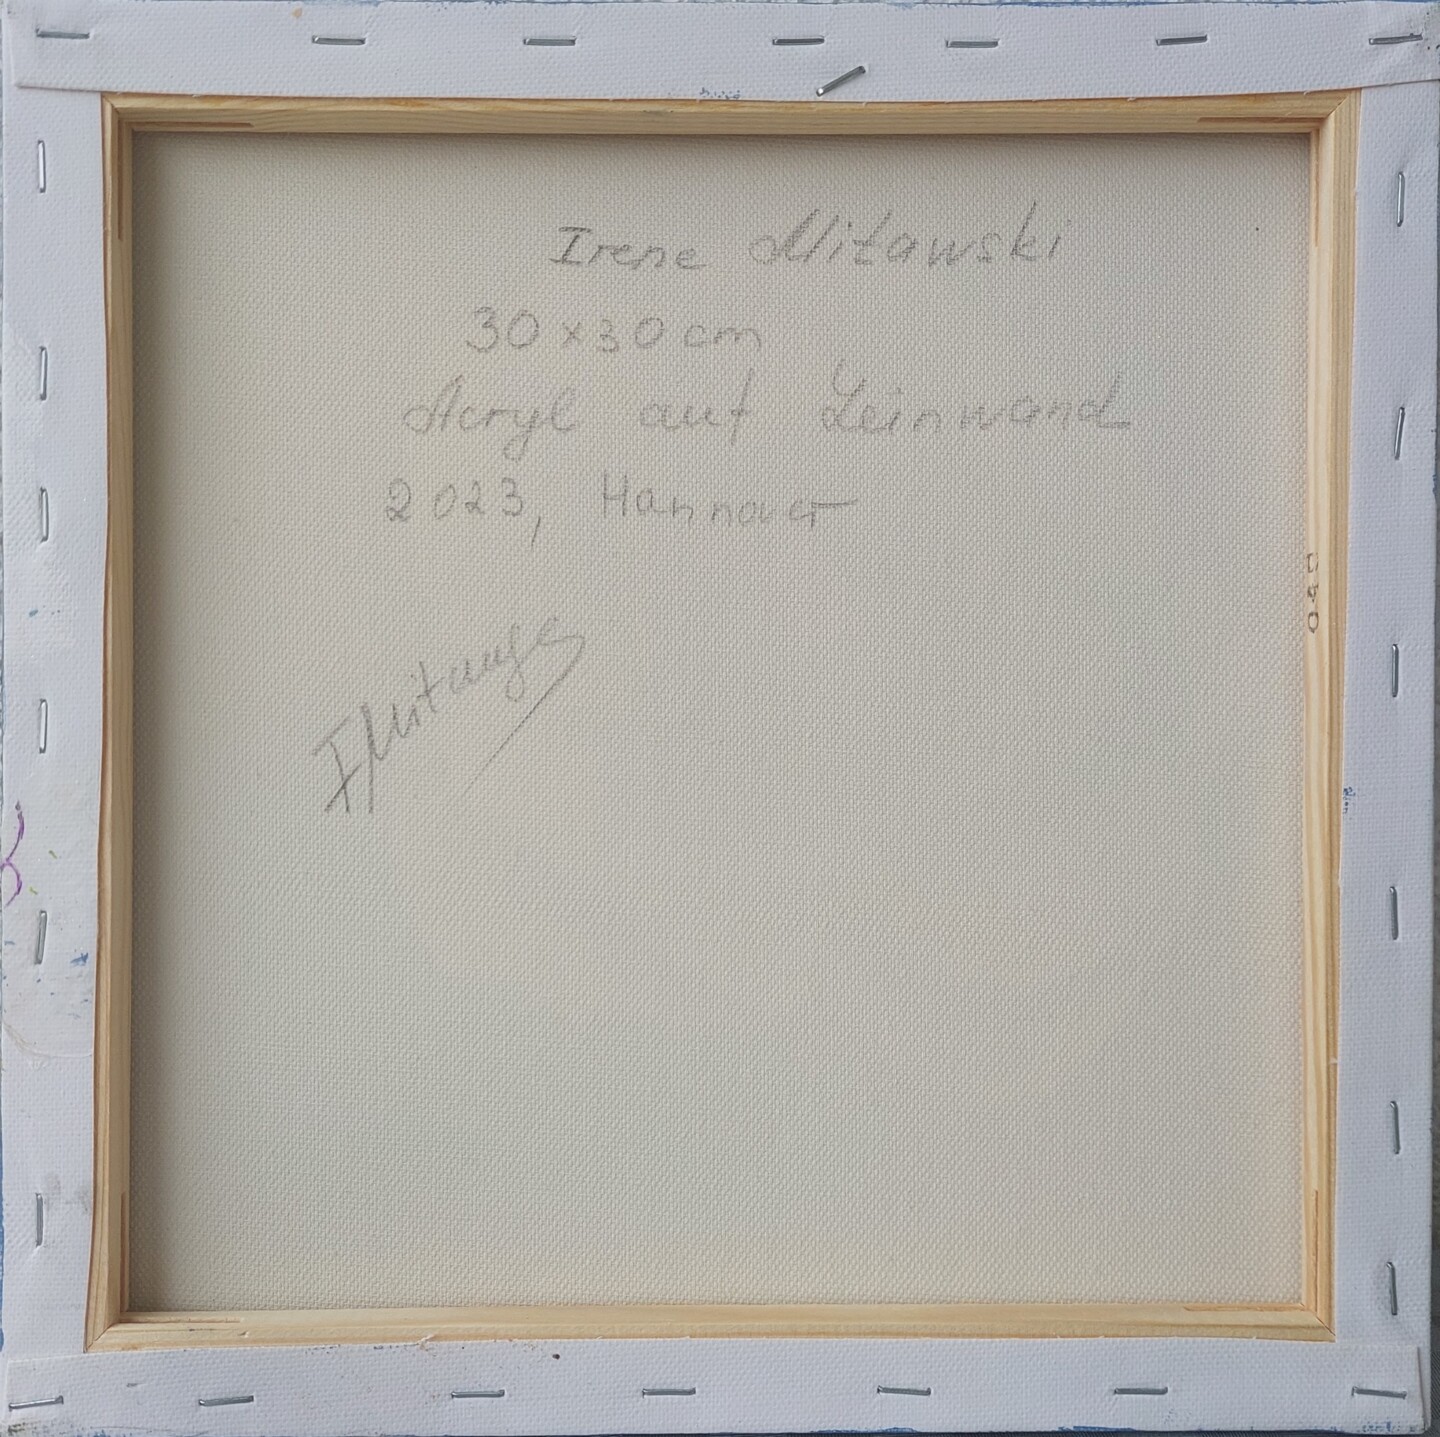 Irene Mitawski
30 x 30 cm
Acryl auf Leinwand
2023, Hannover